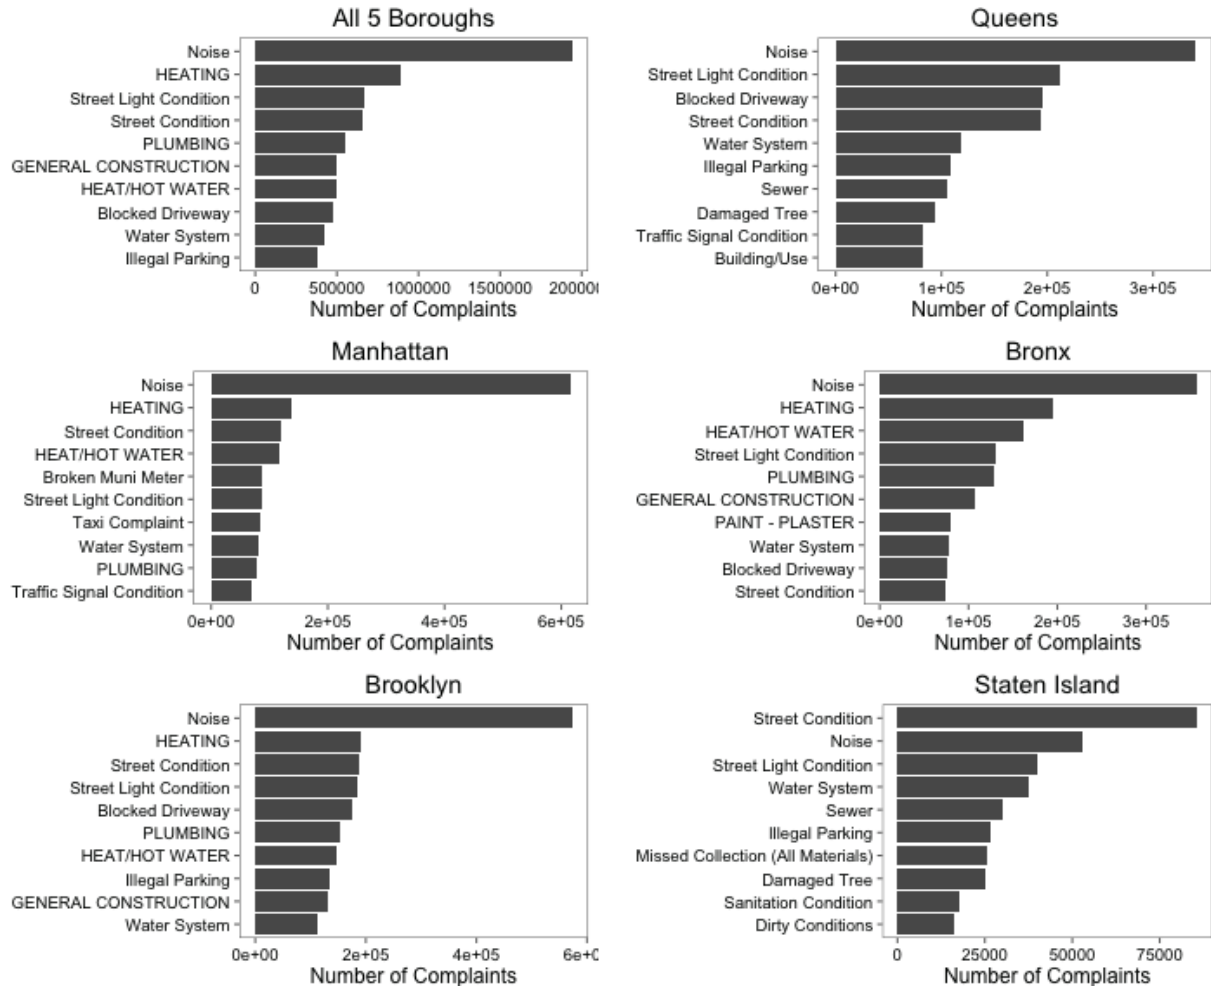 All 5 Boroughs
Noise
HEATING
Street Light Condition
Street Condition
PLUMBING
GENERAL CONSTRUCTION
HEAT/HOT WATER
Blocked Driveway
Water System
Illegal Parking
0 500000 1000000 1500000 200000
Number of Complaints
Queens
Noise
Street Light Condition
Blocked Driveway
Street Condition
Water System
Illegal Parking
Sewer
Damaged Tree
Traffic Signal Condition
Building/Use
0e+00 1e+05 2e+05 3e+05
Number of Complaints
Manhattan
Noise
HEATING
Street Condition
HEAT/HOT WATER
Broken Muni Meter
Street Light Condition
Taxi Complaint
Water System
PLUMBING
Traffic Signal Condition
0e+00 2e+05 4e+05 6e+05
Number of Complaints
Bronx
Noise
HEATING
HEAT/HOT WATER
Street Light Condition
PLUMBING
GENERAL CONSTRUCTION
PAINT - PLASTER
Water System
Blocked Driveway
Street Condition
0e+00 1e+05 2e+05 3e+05
Number of Complaints
Brooklyn
Noise
HEATING
Street Condition
Street Light Condition
Blocked Driveway
PLUMBING
HEAT/HOT WATER
Illegal Parking
GENERAL CONSTRUCTION
Water System
0e+00 2e+05 4e+05 6e+0
Number of Complaints
Staten Island
Street Condition
Noise
Street Light Condition
Water System
Sewer
Illegal Parking
Missed Collection (All Materials)
Damaged Tree
Sanitation Condition
Dirty Conditions
0 25000 50000 75000
Number of Complaints